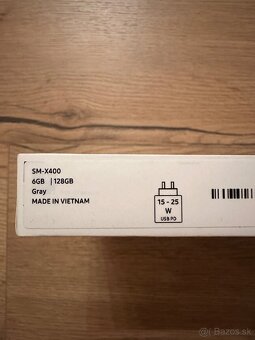 SM-X400
6GB | 128GB
Gray
MADE IN VIETNAM
15 - 25
W
USB PD
© Bazos.sk